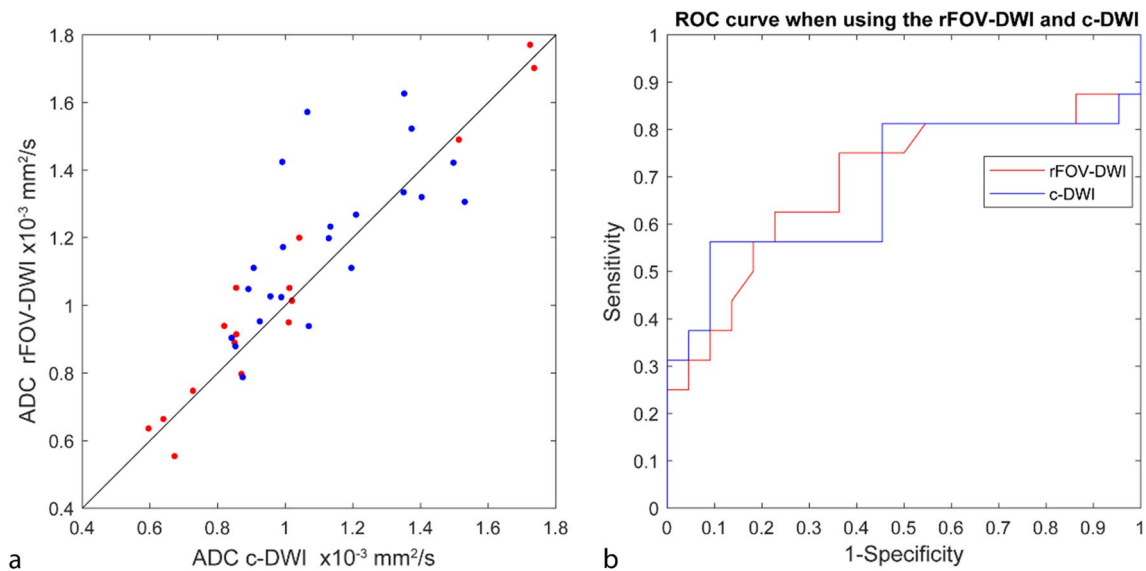 1.8
1.6
1.4
1.2
1
0.8
0.6
0.4
ADC rFOV-DWI x10-3 mm2/s
0.4 0.6 0.8 1 1.2 1.4 1.6 1.8
ADC c-DWI x10-3 mm2/s
a
ROC curve when using the rFOV-DWI and c-DWI
1
0.9
0.8
0.7
0.6
0.5
0.4
0.3
0.2
0.1
0
Sensitivity
rFOV-DWI
c-DWI
0 0.1 0.2 0.3 0.4 0.5 0.6 0.7 0.8 0.9 1
1-Specificity
b